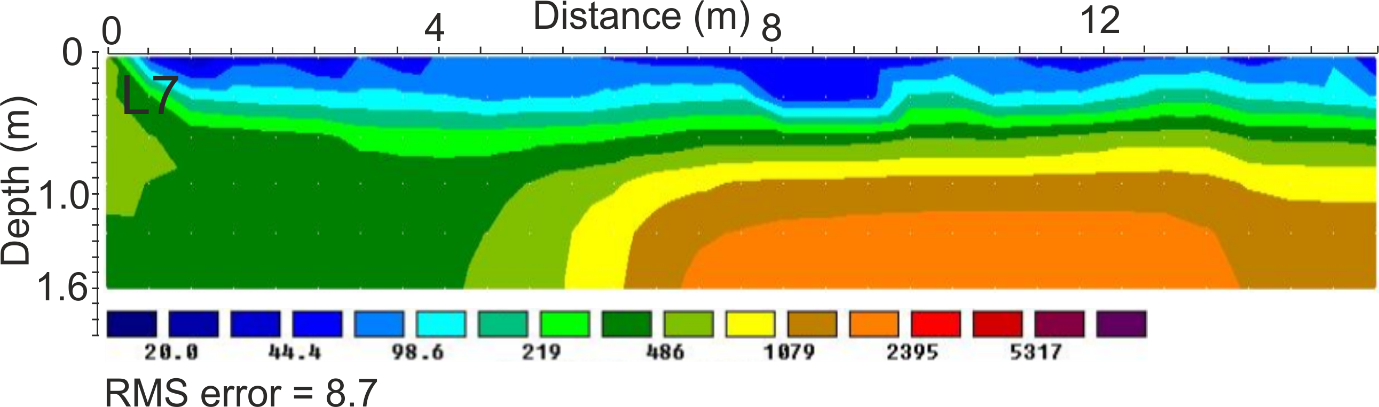 Distance (m)
0 4 8 12
Depth (m)
0
L7
1.0
1.6
20.0 44.4 98.6 219 486 1079 2395 5317
RMS error = 8.7